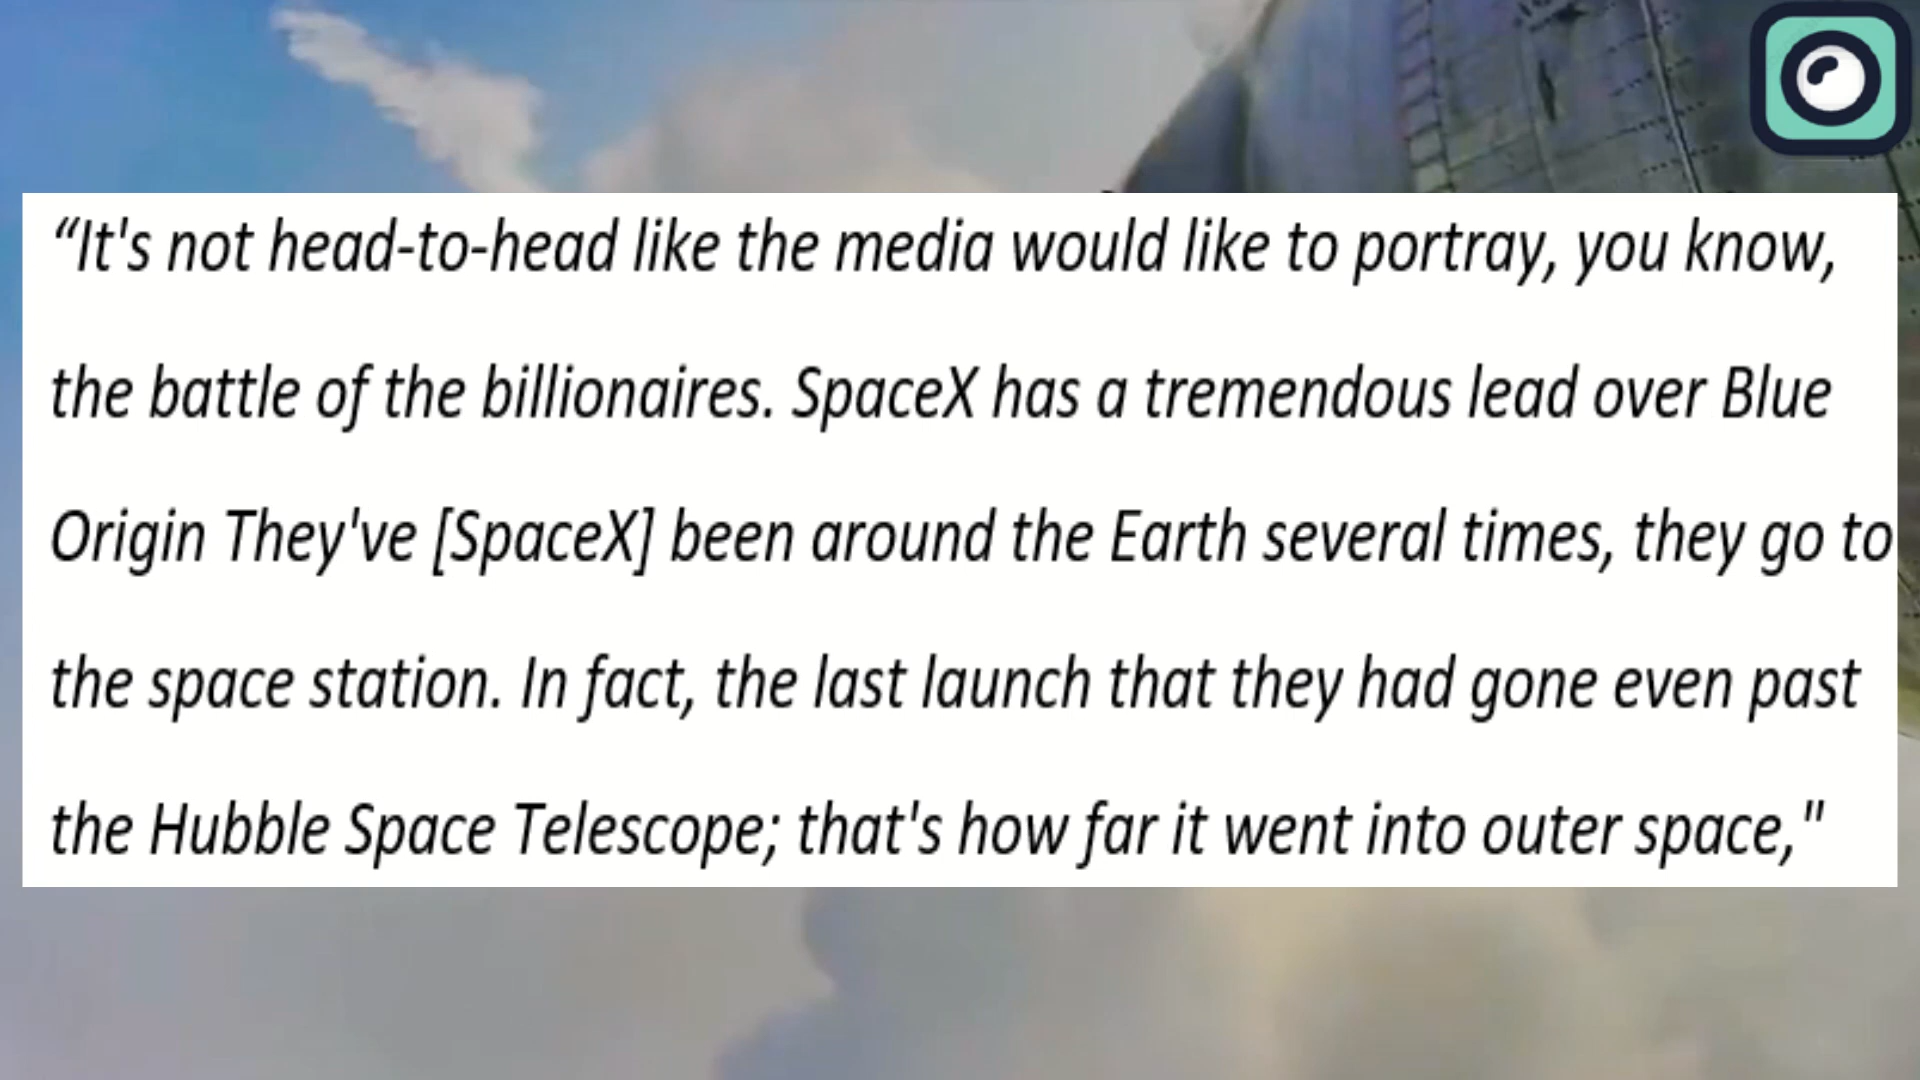 “It's not head-to-head like the media would like to portray, you know,
the battle of the billionaires. SpaceX has a tremendous lead over Blue
Origin They've [SpaceX] been around the Earth several times, they go to
the space station. In fact, the last launch that they had gone even past
the Hubble Space Telescope; that's how far it went into outer space,"